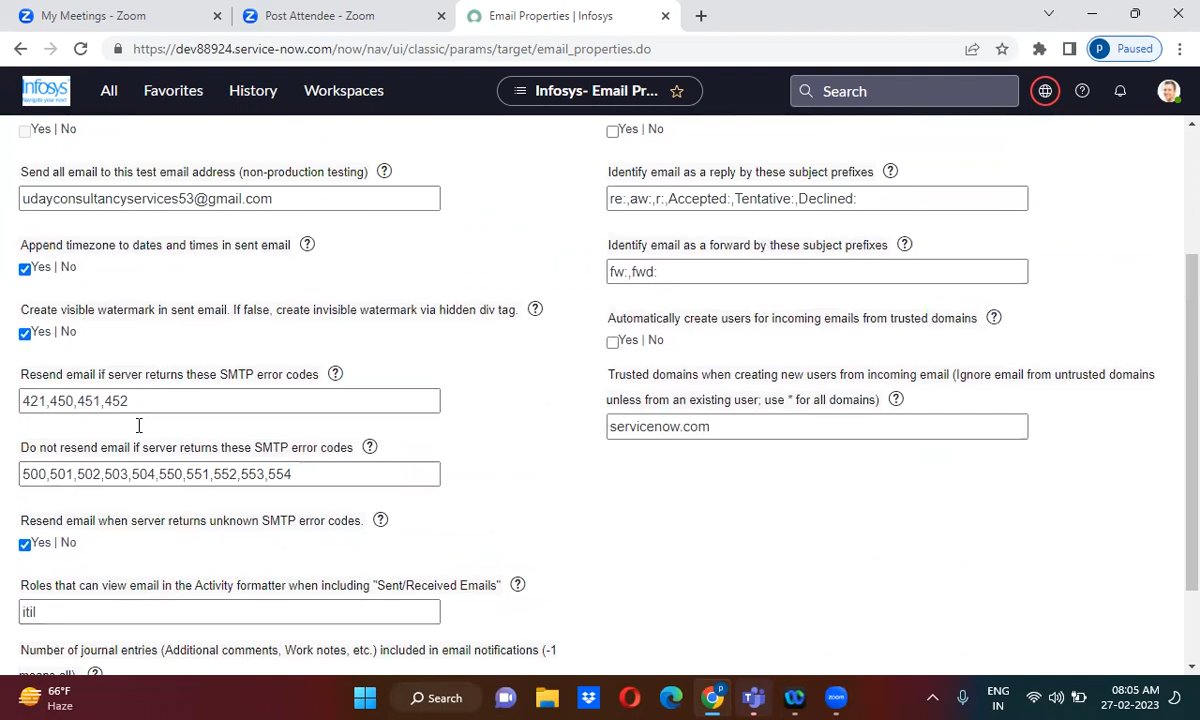 My Meetings - Zoom
Post Attendee - Zoom
Email Properties | Infosys
https://dev88924.service-now.com/now/nav/ui/classic/params/target/email_properties.do
P
Paused
Infosys
Navigate your next
All
Favorites
History
Workspaces
Infosys- Email Pr...
Search
Yes | No
Send all email to this test email address (non-production testing)
udayconsultancyservices53@gmail.com
Append timezone to dates and times in sent email
Yes | No
Create visible watermark in sent email. If false, create invisible watermark via hidden div tag.
Yes | No
Resend email if server returns these SMTP error codes
421,450,451,452
Do not resend email if server returns these SMTP error codes
500,501,502,503,504,550,551,552,553,554
Resend email when server returns unknown SMTP error codes.
Yes | No
Roles that can view email in the Activity formatter when including "Sent/Received Emails"
itil
Number of journal entries (Additional comments, Work notes, etc.) included in email notifications (-1
means all)
Yes | No
Identify email as a reply by these subject prefixes
re:,aw:,r:,Accepted:,Tentative:,Declined:
Identify email as a forward by these subject prefixes
fw:,fwd:
Automatically create users for incoming emails from trusted domains
Yes | No
Trusted domains when creating new users from incoming email (Ignore email from untrusted domains
unless from an existing user; use * for all domains)
servicenow.com
66°F
Haze
Search
zoom
ENG
IN
08:05 AM
27-02-2023